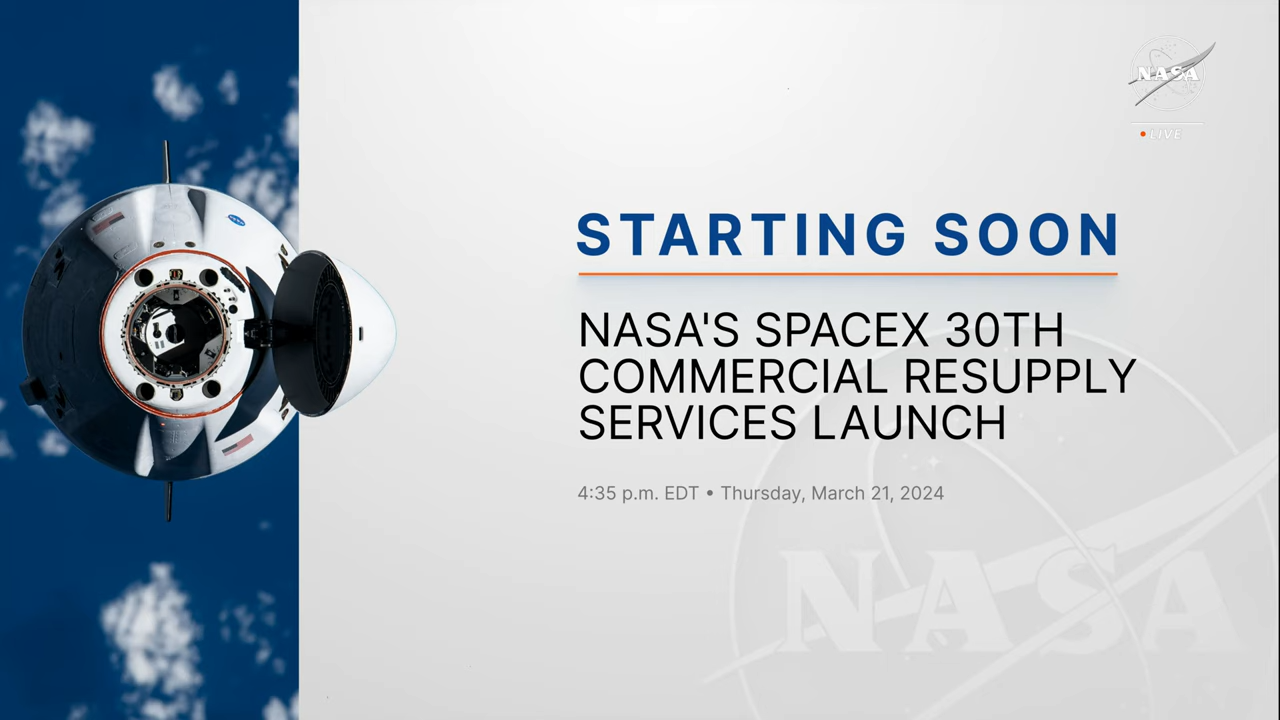 NASA
LIVE
STARTING SOON
NASA'S SPACEX 30TH
COMMERCIAL RESUPPLY
SERVICES LAUNCH
4:35 p.m. EDT • Thursday, March 21, 2024
NASA